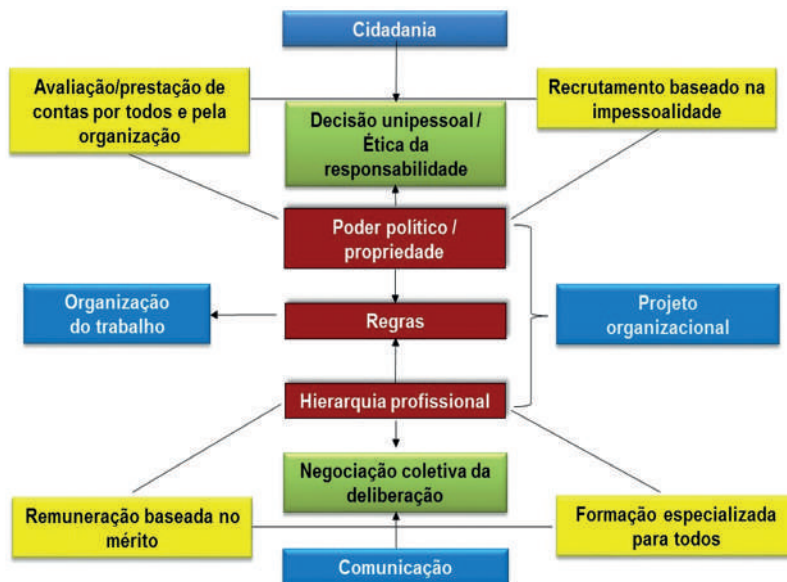 Cidadania
Avaliação/prestação de
contas por todos e pela
organização
Recrutamento baseado na
impessoalidade
Decisão unipessoal /
Ética da
responsabilidade
Poder político /
propriedade
Organização
do trabalho
Regras
Projeto
organizacional
Hierarquia profissional
Negociação coletiva da
deliberação
Remuneração baseada no
mérito
Formação especializada
para todos
Comunicação